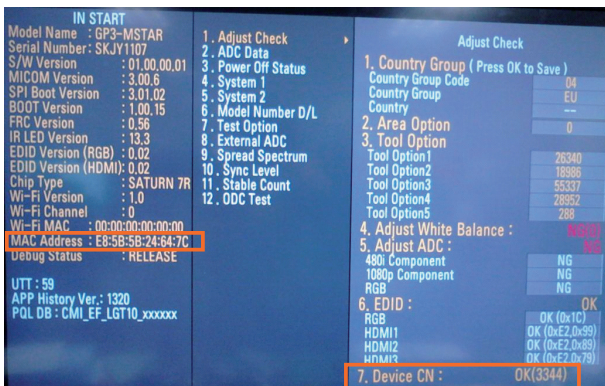 IN START
Model Name : GP3-MSTAR
Serial Number : SKJY1107
S/W Version : 01,00,00,01
MICOM Version : 3.00,6
SPI Boot Version : 3,01,02
BOOT Version : 1,00,15
FRC Version : 0,56
IR LED Version : 13,3
EDID Version (RGB) : 0,02
EDID Version (HDMI): 0,02
Chip Type : SATURN 7R
Wi-Fi Version : 1,0
Wi-Fi Channel : 0
Wi-Fi MAC : 00:00:00:00:00:00
MAC Address : E8:5B:5B:24:64:7C
Debug Status : RELEASE
UTT : 59
APP History Ver.: 1320
PQL DB : CMI_EF_LGT10_xxxxxx
1 . Adjust Check
2 . ADC Data
3 . Power Off Status
4 . System 1
5 . System 2
6 . Model Number D/L
7 . Test Option
8 . External ADC
9 . Spread Spectrum
10 . Sync Level
11 . Stable Count
12 . ODC Test
Adjust Check
1. Country Group ( Press OK to Save )
Country Group Code 04
Country Group EU
Country --
2. Area Option 0
3. Tool Option
Tool Option1 26340
Tool Option2 18986
Tool Option3 55337
Tool Option4 28952
Tool Option5 288
4. Adjust White Balance :
5. Adjust ADC : NG
480i Component NG
1080p Component NG
RGB NG
6. EDID : OK
RGB OK (0x1C)
HDMI1 OK (0xE2,0x99)
HDMI2 OK (0xE2,0x89)
HDMI3 OK (0xE2,0x79)
7. Device CN : OK(3344)